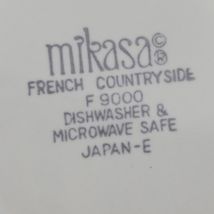 mikasa©®
FRENCH COUNTRYSIDE
F 9000
DISHWASHER &
MICROWAVE SAFE
JAPAN-E